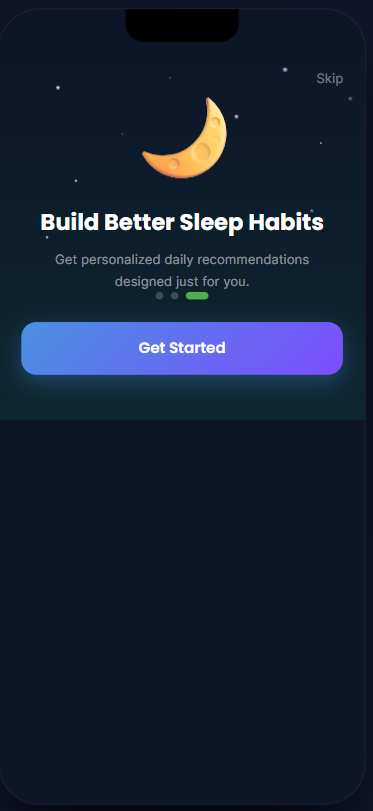 Skip
Build Better Sleep Habits
Get personalized daily recommendations
designed just for you.
Get Started